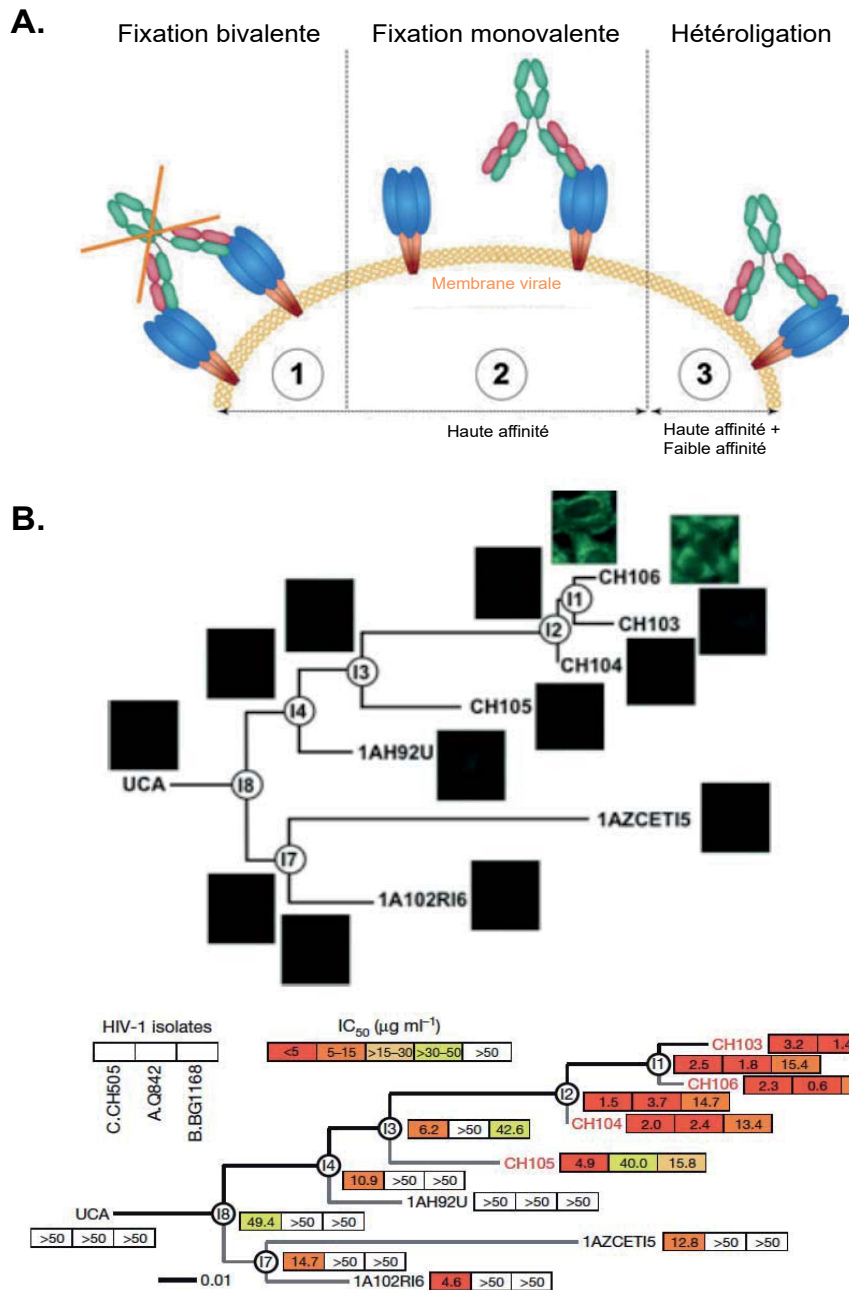 A.
Fixation bivalente
Fixation monovalente
Hétéroligation
Membrane virale
1
2
3
Haute affinité
Haute affinité +
Faible affinité
B.
CH106
I1
I2
CH103
CH104
I3
I4
CH105
1AH92U
UCA
I8
1AZCETI5
I7
1A102RI6
HIV-1 isolates
C.CH505
A.Q842
B.BG1168
IC50 (μg ml–1)
<5 5–15 >15–30 >30–50 >50
CH103 3.2 1.4
I1 2.5 1.8 15.4
CH106 2.3 0.6
I2 1.5 3.7 14.7
CH104 2.0 2.4 13.4
I3 6.2 >50 42.6
CH105 4.9 40.0 15.8
I4 10.9 >50 >50
1AH92U >50 >50 >50
UCA
>50 >50 >50
I8 49.4 >50 >50
1AZCETI5 12.8 >50 >50
I7 14.7 >50 >50
0.01
1A102RI6 4.6 >50 >50